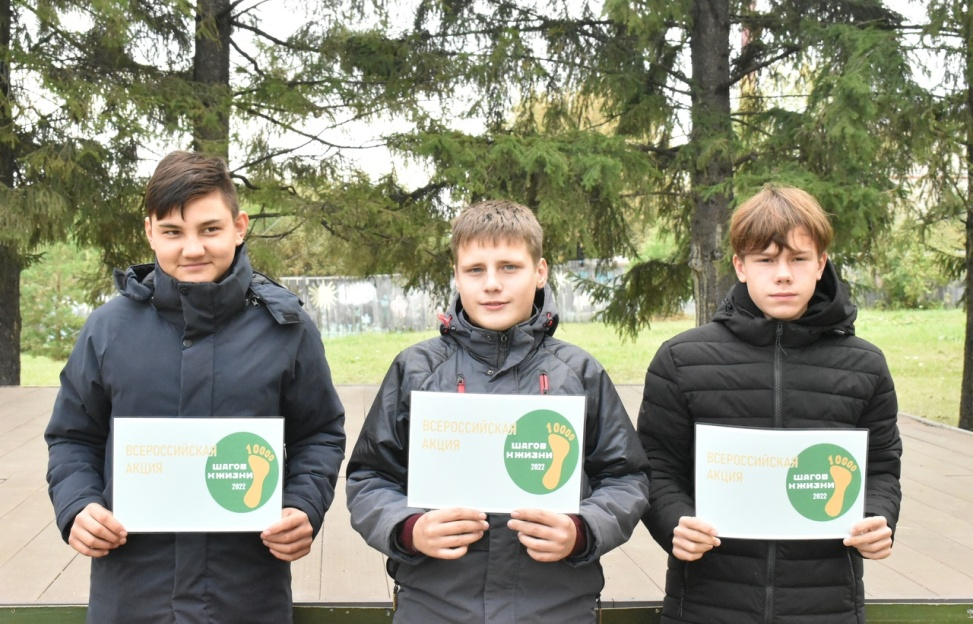 ВСЕРОССИЙСКАЯ
АКЦИЯ
10000
ШАГОВ
К ЖИЗНИ
2022
ВСЕРОССИЙСКАЯ
АКЦИЯ
10000
ШАГОВ
К ЖИЗНИ
2022
ВСЕРОССИЙСКАЯ
АКЦИЯ
10000
ШАГОВ
К ЖИЗНИ
2022